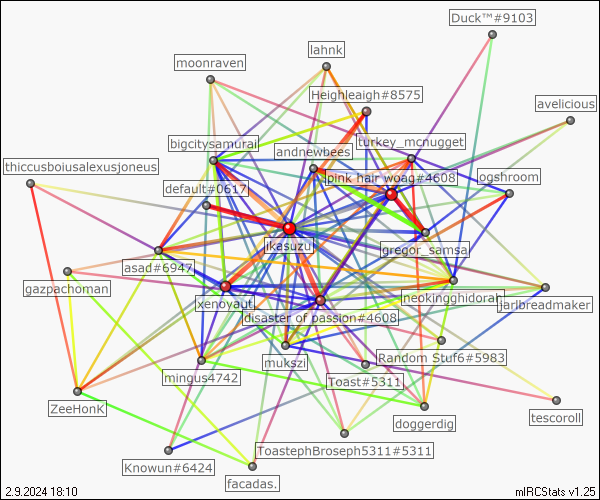 Duck™#9103
lahnk
moonraven
Heighleaigh#8575
avelicious
bigcitysamurai
turkey_mcnugget
andnewbees
thiccusboiusalexusjoneus
pink hair woag#4608
ogshroom
default#0617
jkasuzu
gregor_samsa
asad#6947
gazpachoman
xenoyaut
neokingghidorah
jarlbreadmaker
disaster of passion#4608
mukszi
Random Stuf6#5983
mingus4742
Toast#5311
ZeeHonK
tescoroll
doggerdig
ToastephBroseph5311#5311
Knowun#6424
facadas.
2.9.2024 18:10
mIRCStats v1.25